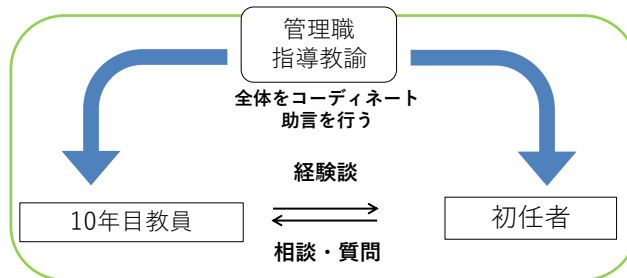 管理職
指導教諭
全体をコーディネート
助言を行う
経験談
10年目教員
初任者
相談・質問